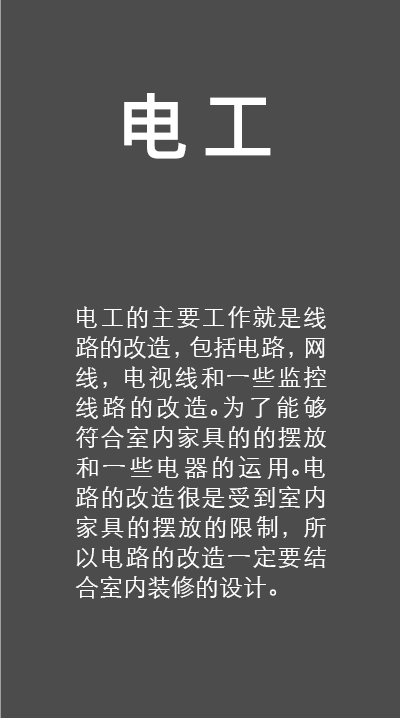 电工
电工的主要工作就是线
路的改造，包括电路，网
线，电视线和一些监控
线路的改造。为了能够
符合室内家具的的摆放
和一些电器的运用。电
路的改造很是受到室内
家具的摆放的限制，所
以电路的改造一定要结
合室内装修的设计。